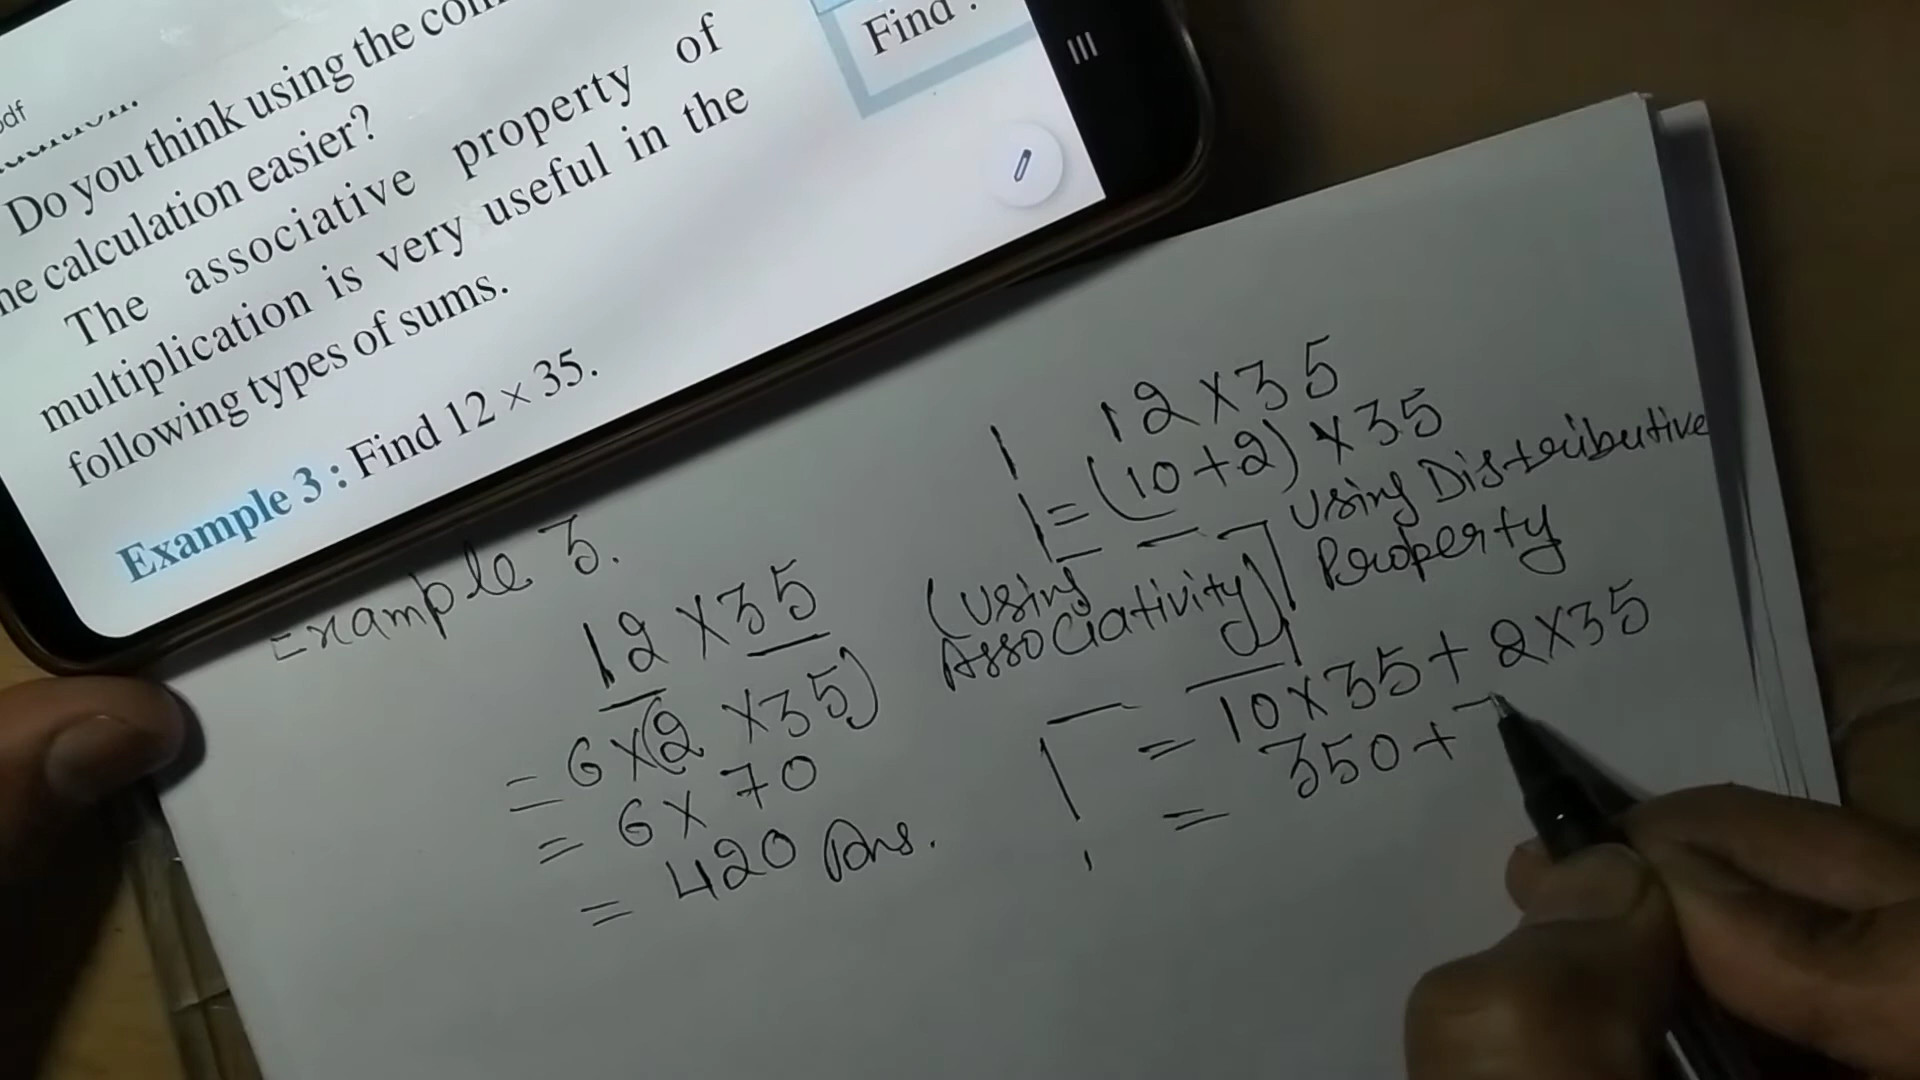 pdf
Do you think using the
the calculation easier?
The associative property of
multiplication is very useful in the
following types of sums.
Example 3 : Find 12 × 35.
Find :
Example 3.
12 × 35
= 6 × (2 × 35)
= 6 × 70
= 420 Ans.
(Using
Associativity)
12 × 35
= (10 + 2) × 35
Using Distributive
Property
= 10 × 35 + 2 × 35
= 350 + 7